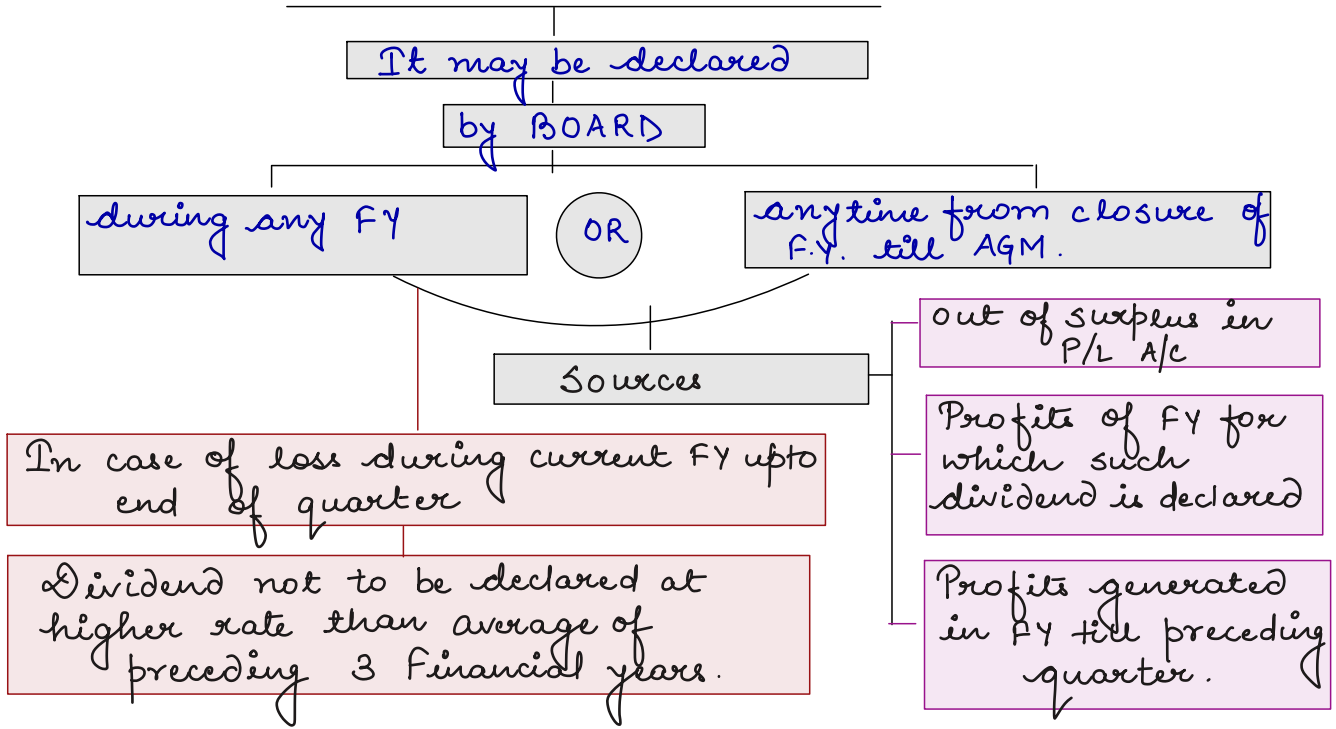 It may be declared
by BOARD
during any FY
OR
anytime from closure of
F.Y. till AGM.
Sources
out of surplus in
P/L A/C
Profits of FY for
which such
dividend is declared
Profits generated
in FY till preceding
quarter.
In case of loss during current FY upto
end of quarter
Dividend not to be declared at
higher rate than average of
preceding 3 Financial years.